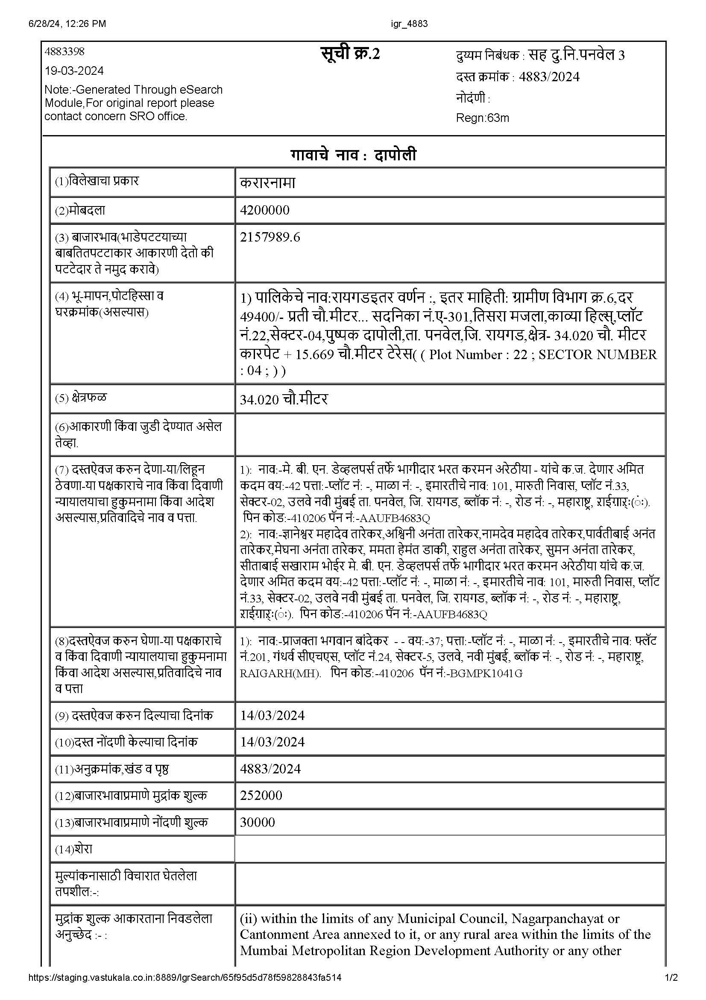 6/28/24, 12:26 PM
igr_4883
4883398
19-03-2024
Note:-Generated Through eSearch
Module,For original report please
contact concern SRO office.
सूची क्र.2
दुय्यम निबंधक : सह दु.नि.पनवेल 3
दस्त क्रमांक : 4883/2024
नोदंणी :
Regn:63m
गावाचे नाव : दापोली
(1)विलेखाचा प्रकार
करारनामा
(2)मोबदला
4200000
(3) बाजारभाव(भाडेपटटयाच्या
बाबतितपटटाकार आकारणी देतो की
पटटेदार ते नमुद करावे)
2157989.6
(4) भू-मापन,पोटहिस्सा व
घरक्रमांक(असल्यास)
1) पालिकेचे नाव:रायगडइतर वर्णन :, इतर माहिती: ग्रामीण विभाग क्र.6,दर
49400/- प्रती चौ.मीटर... सदनिका नं.ए-301,तिसरा मजला,काव्या हिल्स्,प्लॉट
नं.22,सेक्टर-04,पुष्पक दापोली,ता. पनवेल,जि. रायगड,क्षेत्र- 34.020 चौ. मीटर
कारपेट + 15.669 चौ.मीटर टेरेस( ( Plot Number : 22 ; SECTOR NUMBER
: 04 ; ) )
(5) क्षेत्रफळ
34.020 चौ.मीटर
(6)आकारणी किंवा जुडी देण्यात असेल
तेव्हा.
(7) दस्तऐवज करुन देणा-या/लिहून
ठेवणा-या पक्षकाराचे नाव किंवा दिवाणी
न्यायालयाचा हुकुमनामा किंवा आदेश
असल्यास,प्रतिवादिचे नाव व पत्ता.
1): नाव:-मे. बी. एन. डेव्हलपर्स तर्फे भागीदार भरत करमन अरेठीया - यांचे क.ज. देणार अमित
कदम वय:-42 पत्ता:-प्लॉट नं: -, माळा नं: -, इमारतीचे नाव: 101, मारुती निवास, प्लॉट नं.33,
सेक्टर-02, उलवे नवी मुंबई ता. पनवेल, जि. रायगड, ब्लॉक नं: -, रोड नं: -, महाराष्ट्र, ऱाईगाऱ्ः(ंः).
पिन कोड:-410206 पॅन नं:-AAUFB4683Q
2): नाव:-ज्ञानेश्वर महादेव तारेकर,अश्विनी अनंता तारेकर,नामदेव महादेव तारेकर,पार्वतीबाई अनंत
तारेकर,मेघना अनंता तारेकर, ममता हेमंत डाकी, राहुल अनंता तारेकर, सुमन अनंता तारेकर,
सीताबाई सखाराम भोईर मे. बी. एन. डेव्हलपर्स तर्फे भागीदार भरत करमन अरेठीया यांचे क.ज.
देणार अमित कदम वय:-42 पत्ता:-प्लॉट नं: -, माळा नं: -, इमारतीचे नाव: 101, मारुती निवास, प्लॉट
नं.33, सेक्टर-02, उलवे नवी मुंबई ता. पनवेल, जि. रायगड, ब्लॉक नं: -, रोड नं: -, महाराष्ट्र,
ऱाईगाऱ्ः(ंः). पिन कोड:-410206 पॅन नं:-AAUFB4683Q
(8)दस्तऐवज करुन घेणा-या पक्षकाराचे
व किंवा दिवाणी न्यायालयाचा हुकुमनामा
किंवा आदेश असल्यास,प्रतिवादिचे नाव
व पत्ता
1): नाव:-प्राजक्ता भगवान बांदेकर - - वय:-37; पत्ता:-प्लॉट नं: -, माळा नं: -, इमारतीचे नाव: फ्लॅट
नं.201, गंधर्व सीएचएस, प्लॉट नं.24, सेक्टर-5, उलवे, नवी मुंबई, ब्लॉक नं: -, रोड नं: -, महाराष्ट्र,
RAIGARH(MH). पिन कोड:-410206 पॅन नं:-BGMPK1041G
(9) दस्तऐवज करुन दिल्याचा दिनांक
14/03/2024
(10)दस्त नोंदणी केल्याचा दिनांक
14/03/2024
(11)अनुक्रमांक,खंड व पृष्ठ
4883/2024
(12)बाजारभावाप्रमाणे मुद्रांक शुल्क
252000
(13)बाजारभावाप्रमाणे नोंदणी शुल्क
30000
(14)शेरा
मुल्यांकनासाठी विचारात घेतलेला
तपशील:-:
मुद्रांक शुल्क आकारताना निवडलेला
अनुच्छेद :- :
(ii) within the limits of any Municipal Council, Nagarpanchayat or
Cantonment Area annexed to it, or any rural area within the limits of the
Mumbai Metropolitan Region Development Authority or any other
https://staging.vastukala.co.in:8889/IgrSearch/65f95d5d78f59828843fa514
1/2